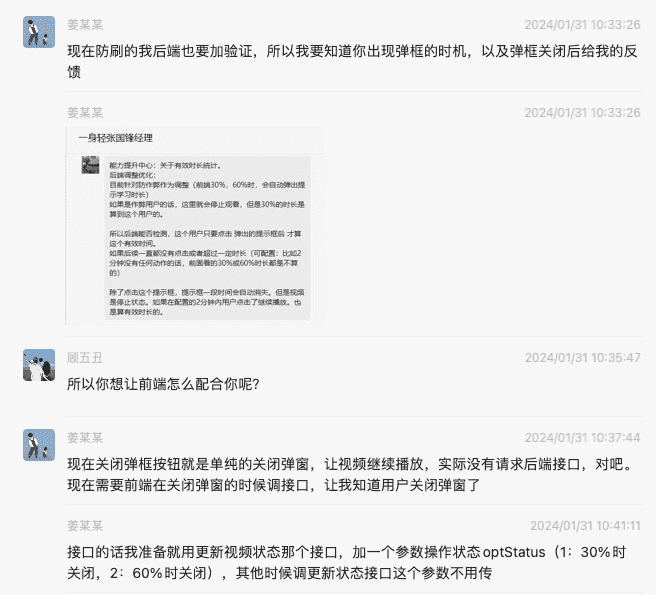 姜某某 2024/01/31 10:33:26
现在防刷的我后端也要加验证，所以我要知道你出现弹框的时机，以及弹框关闭后给我的反
馈
姜某某 2024/01/31 10:33:26
一身轻张国锋经理
能力提升中心：关于有效时长统计。
后端调整优化：
目前针对防作弊作为调整（前端30%，60%时，会自动弹出提
示学习时长）
如果是作弊用户的话，这里就会停止观看，但是30%的时长是
算到这个用户的。
所以后端能否检测，这个用户只要点击 弹出的提示框后 才算
这个有效时间。
如果后续一直都没有点击或者超过一定时长（可配置：比如2
分钟没有任何动作的话，前面看的30%或60%时长都是不算
的）
除了点击这个提示框，提示框一段时间会自动消失。但是视频
是停止状态。如果在配置的2分钟内用户点击了继续播放。也
是算有效时长的。
顾五丑 2024/01/31 10:35:47
所以你想让前端怎么配合你呢?
姜某某 2024/01/31 10:37:44
现在关闭弹框按钮就是单纯的关闭弹窗，让视频继续播放，实际没有请求后端接口，对吧。
现在需要前端在关闭弹窗的时候调接口，让我知道用户关闭弹窗了
姜某某 2024/01/31 10:41:11
接口的话我准备就用更新视频状态那个接口，加一个参数操作状态optStatus（1：30%时
关闭，2：60%时关闭），其他时候调更新状态接口这个参数不用传